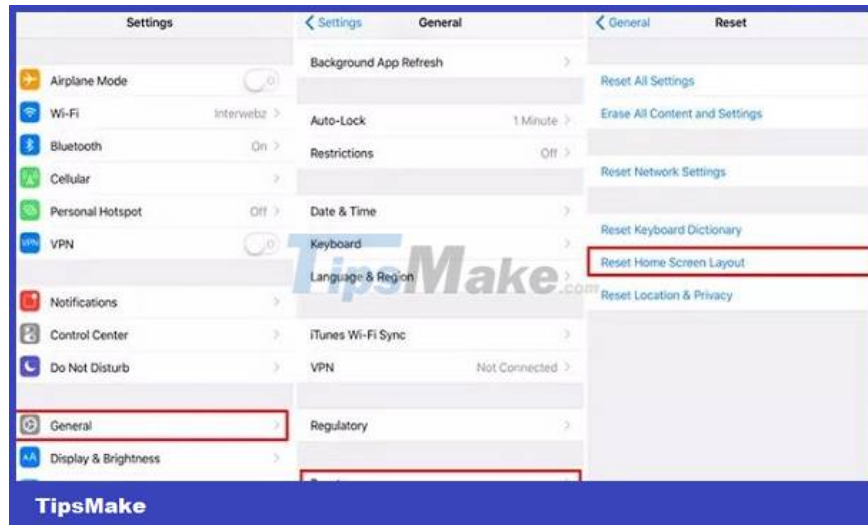 Settings
Airplane Mode
Wi-Fi Interwebz
Bluetooth On
Cellular
Personal Hotspot Off
VPN
Notifications
Control Center
Do Not Disturb
General
Display & Brightness
Settings General
Background App Refresh
Auto-Lock 1 Minute
Restrictions Off
Date & Time
Keyboard
Language & Region
iTunes Wi-Fi Sync
VPN Not Connected
Regulatory
General Reset
Reset All Settings
Erase All Content and Settings
Reset Network Settings
Reset Keyboard Dictionary
Reset Home Screen Layout
Reset Location & Privacy
TipsMake.com
TipsMake